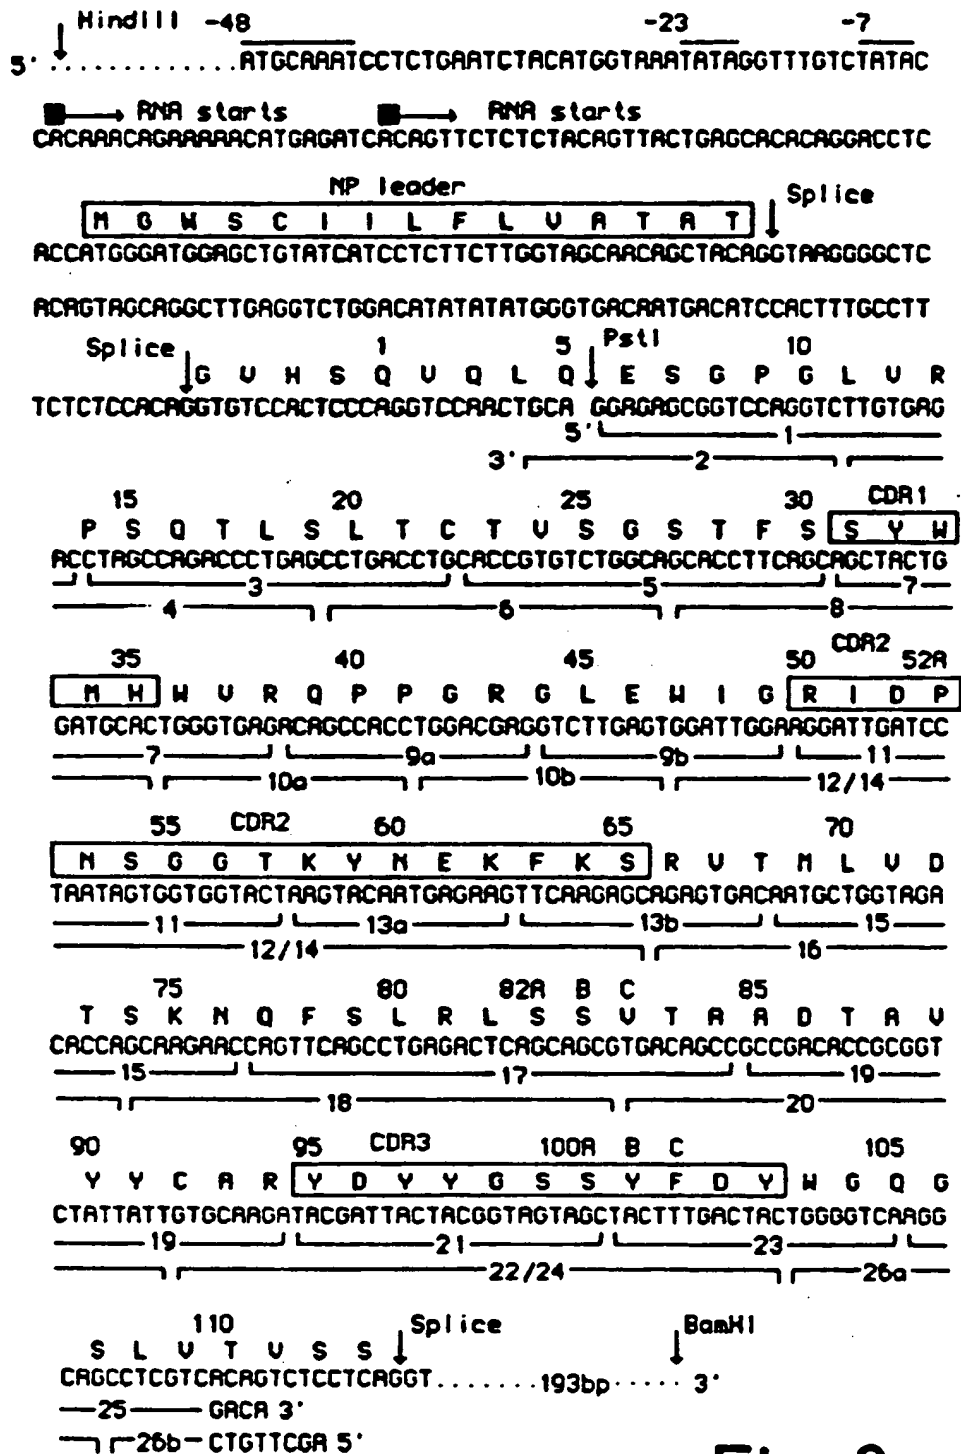 HindIII -48 -23 -7
5' .............ATGCAAATCCTCTGAATCTACATGGTAAATATAGGTTTGTCTATAC
RNA starts RNA starts
CACAAACAGAAAAACATGAGATCACAGTTCTCTCTACAGTTACTGAGCACACAGGACCTC
NP leader Splice
M G W S C I I L F L V A T A T
ACCATGGGATGGAGCTGTATCATCCTCTTCTTGGTAGCAACAGCTACAGGTAAGGGGCTC
ACAGTAGCAGGCTTGAGGTCTGGACATATATATGGGTGACAATGACATCCACTTTGCCTT
Splice 1 5 PstI 10
G V H S Q V Q L Q E S G P G L V R
TCTCTCCACAGGTGTCCACTCCCAGGTCCAACTGCA GGAGAGCGGTCCAGGTCTTGTGAG
5' 1
3' 2
15 20 25 30 CDR1
P S Q T L S L T C T V S G S T F S S Y W
ACCTAGCCAGACCCTGAGCCTGACCTGCACCGTGTCTGGCAGCACCTTCAGCAGCTACTG
3 5 7
4 6 8
35 40 45 50 CDR2 52A
M H W V R Q P P G R G L E W I G R I D P
GATGCACTGGGTGAGACAGCCACCTGGACGAGGTCTTGAGTGGATTGGAAGGATTGATCC
7 9a 9b 11
10a 10b 12/14
55 CDR2 60 65 70
N S G G T K Y N E K F K S R V T M L V D
TAATAGTGGTGGTACTAAGTACAATGAGAAGTTCAAGAGCAGAGTGACAATGCTGGTAGA
11 13a 13b 15
12/14 16
75 80 82A B C 85
T S K N Q F S L R L S S V T A A D T A V
CACCAGCAAGAACCAGTTCAGCCTGAGACTCAGCAGCGTGACAGCCGCCGACACCGCGGT
15 17 19
18 20
90 95 CDR3 100A B C 105
Y Y C A R Y D Y Y G S S Y F D Y W G Q G
CTATTATTGTGCAAGATACGATTACTACGGTAGTAGCTACTTTGACTACTGGGGTCAAGG
19 21 23
22/24 26a
110 Splice BamHI
S L V T V S S
CAGCCTCGTCACAGTCTCCTCAGGT.......193bp..... 3'
25 GACA 3'
26b CTGTTCGA 5'